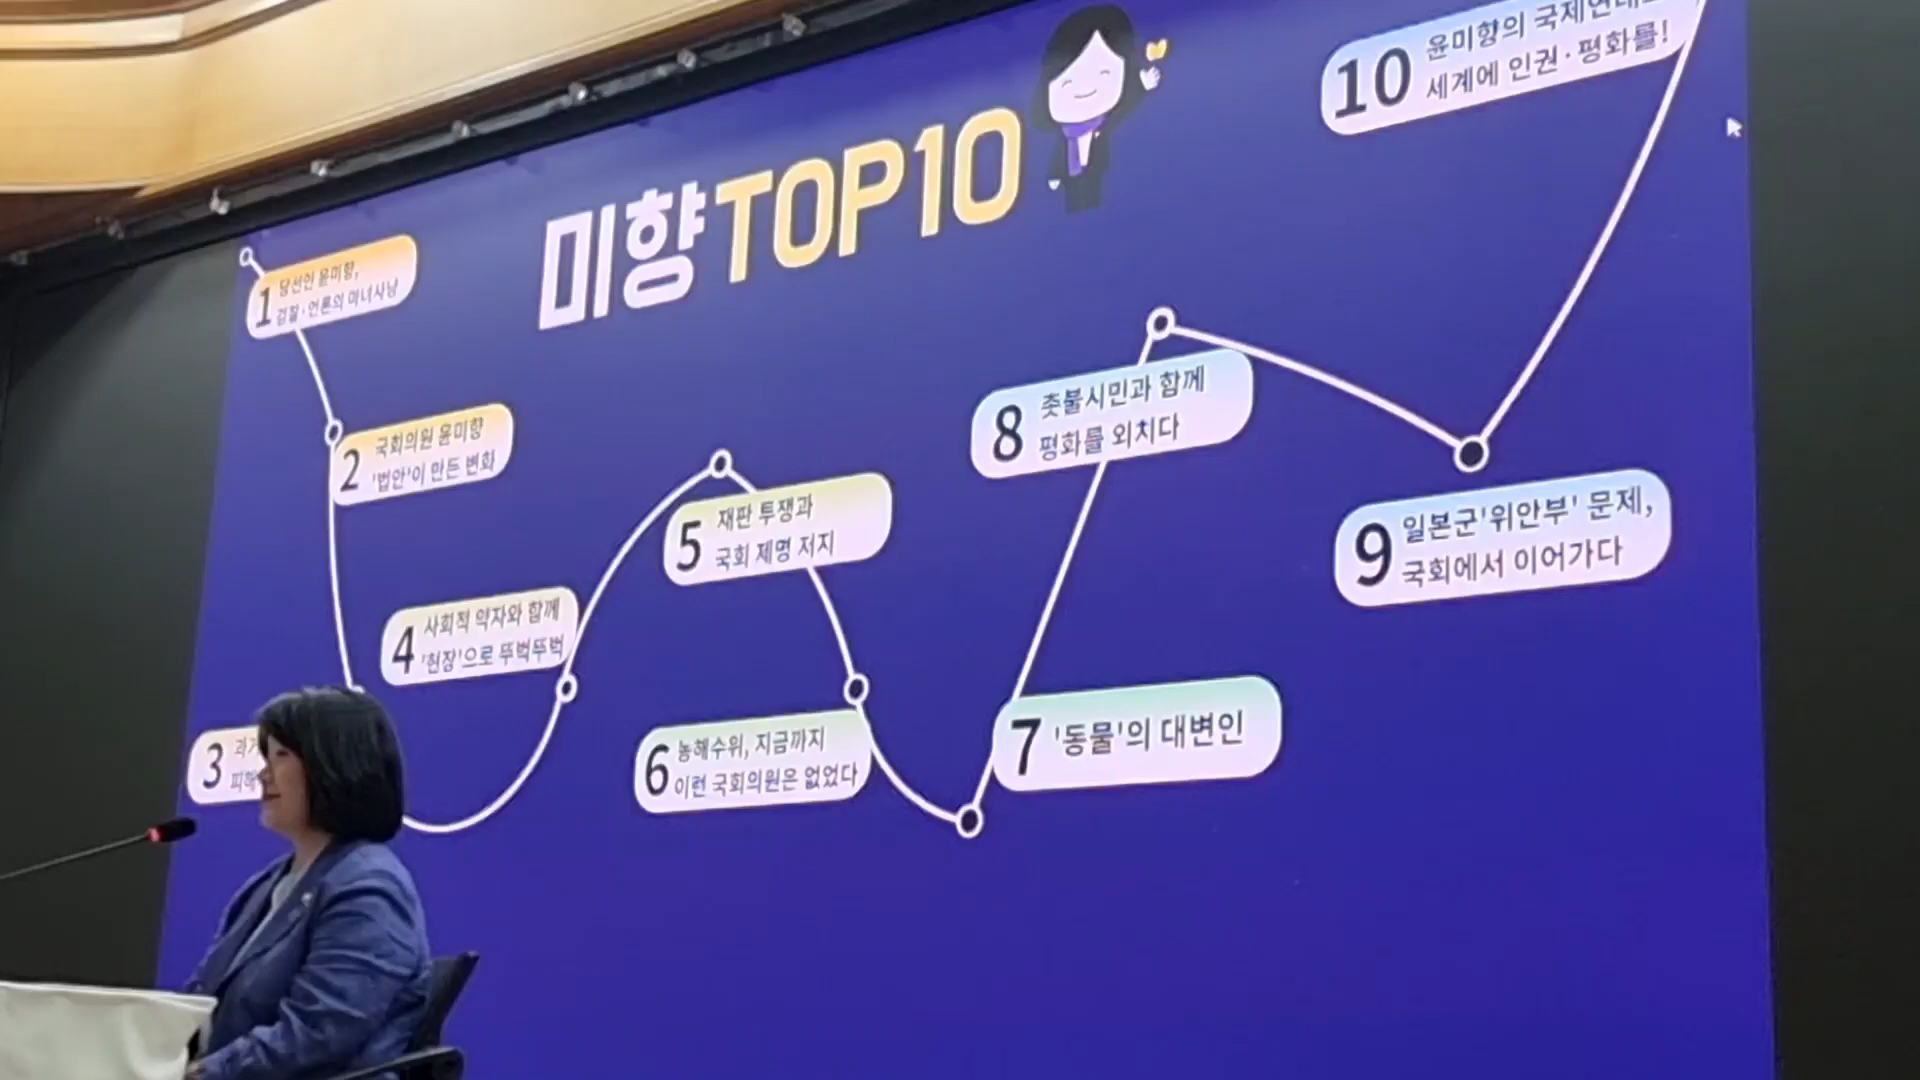 미향TOP10
1 당선인 윤미향,
검찰·언론의 마녀사냥
2 국회의원 윤미향
'법안'이 만든 변화
3
4 사회적 약자와 함께
'현장'으로 뚜벅뚜벅
5 재판 투쟁과
국회 제명 저지
6 농해수위, 지금까지
이런 국회의원은 없었다
7 '동물'의 대변인
8 촛불시민과 함께
평화를 외치다
9 일본군'위안부' 문제,
국회에서 이어가다
10 윤미향의 국제연대로
세계에 인권·평화를!